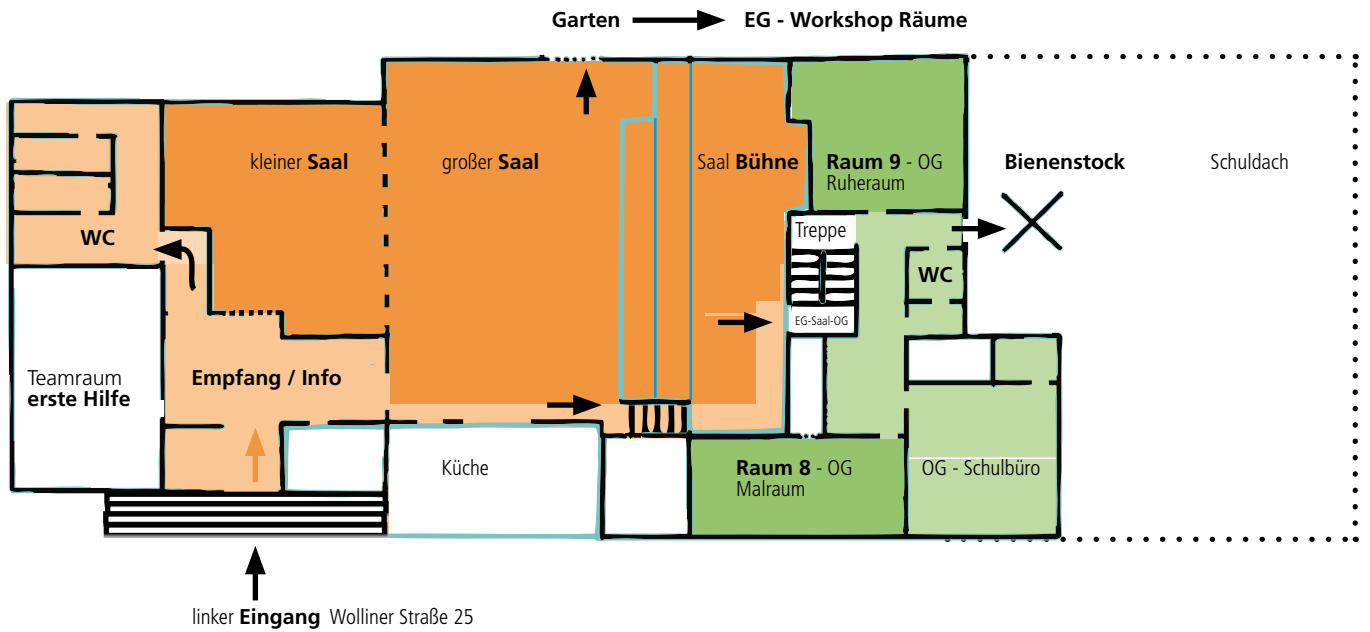 Garten EG - Workshop Räume
kleiner Saal
großer Saal
Saal Bühne
Raum 9 - OG
Ruheraum
Bienenstock
Schuldach
WC
Treppe
WC
EG-Saal-OG
Teamraum
erste Hilfe
Empfang / Info
Küche
Raum 8 - OG
Malraum
OG - Schulbüro
linker Eingang Wolliner Straße 25